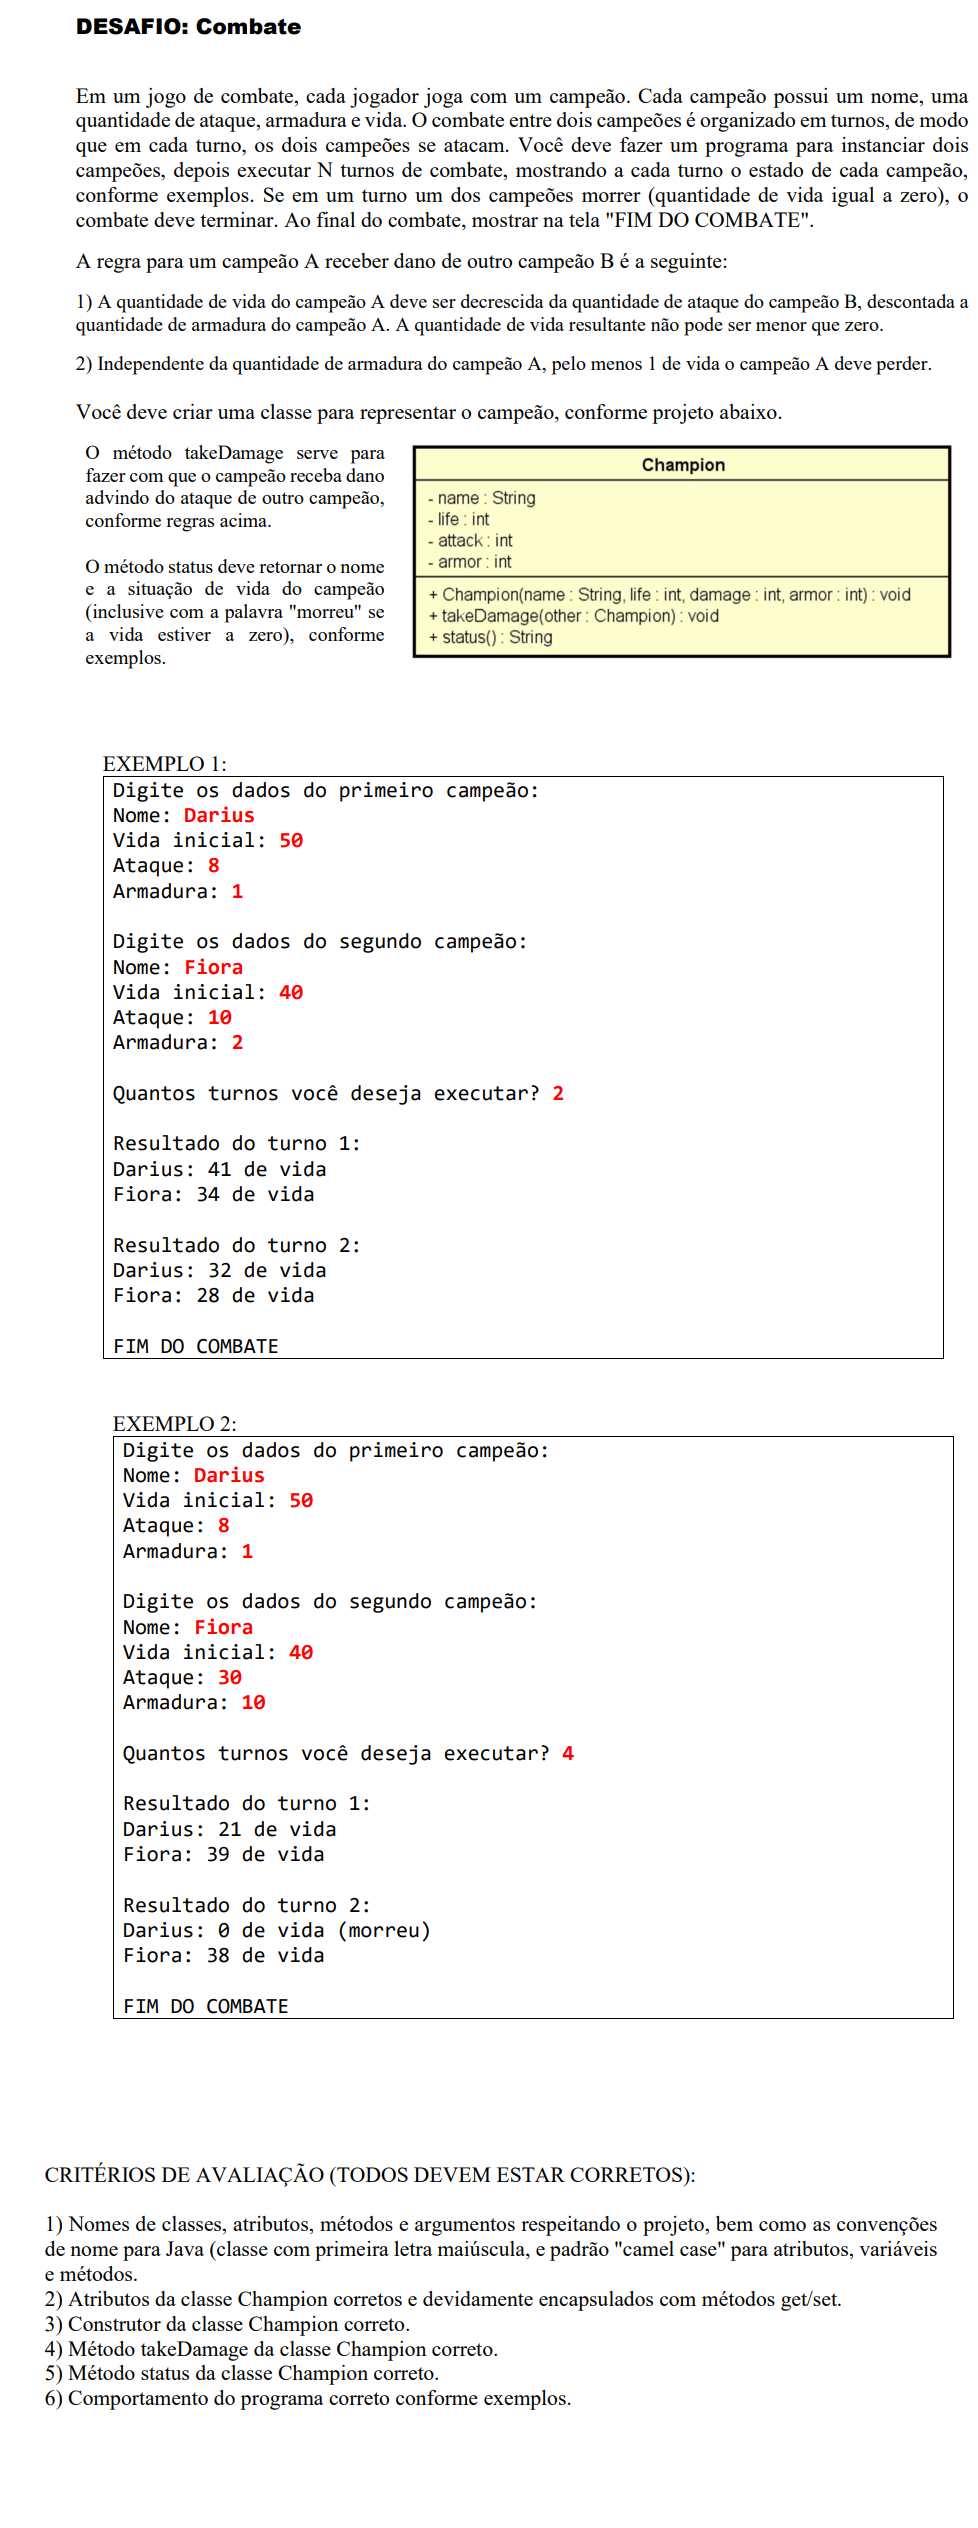 DESAFIO: Combate
Em um jogo de combate, cada jogador joga com um campeão. Cada campeão possui um nome, uma
quantidade de ataque, armadura e vida. O combate entre dois campeões é organizado em turnos, de modo
que em cada turno, os dois campeões se atacam. Você deve fazer um programa para instanciar dois
campeões, depois executar N turnos de combate, mostrando a cada turno o estado de cada campeão,
conforme exemplos. Se em um turno um dos campeões morrer (quantidade de vida igual a zero), o
combate deve terminar. Ao final do combate, mostrar na tela "FIM DO COMBATE".
A regra para um campeão A receber dano de outro campeão B é a seguinte:
1) A quantidade de vida do campeão A deve ser decrescida da quantidade de ataque do campeão B, descontada a
quantidade de armadura do campeão A. A quantidade de vida resultante não pode ser menor que zero.
2) Independente da quantidade de armadura do campeão A, pelo menos 1 de vida o campeão A deve perder.
Você deve criar uma classe para representar o campeão, conforme projeto abaixo.
O método takeDamage serve para
fazer com que o campeão receba dano
advindo do ataque de outro campeão,
conforme regras acima.
O método status deve retornar o nome
e a situação de vida do campeão
(inclusive com a palavra "morreu" se
a vida estiver a zero), conforme
exemplos.
Champion
- name : String
- life : int
- attack : int
- armor : int
+ Champion(name : String, life : int, damage : int, armor : int) : void
+ takeDamage(other : Champion) : void
+ status() : String
EXEMPLO 1:
Digite os dados do primeiro campeão:
Nome: Darius
Vida inicial: 50
Ataque: 8
Armadura: 1
Digite os dados do segundo campeão:
Nome: Fiora
Vida inicial: 40
Ataque: 10
Armadura: 2
Quantos turnos você deseja executar? 2
Resultado do turno 1:
Darius: 41 de vida
Fiora: 34 de vida
Resultado do turno 2:
Darius: 32 de vida
Fiora: 28 de vida
FIM DO COMBATE
EXEMPLO 2:
Digite os dados do primeiro campeão:
Nome: Darius
Vida inicial: 50
Ataque: 8
Armadura: 1
Digite os dados do segundo campeão:
Nome: Fiora
Vida inicial: 40
Ataque: 30
Armadura: 10
Quantos turnos você deseja executar? 4
Resultado do turno 1:
Darius: 21 de vida
Fiora: 39 de vida
Resultado do turno 2:
Darius: 0 de vida (morreu)
Fiora: 38 de vida
FIM DO COMBATE
CRITÉRIOS DE AVALIAÇÃO (TODOS DEVEM ESTAR CORRETOS):
1) Nomes de classes, atributos, métodos e argumentos respeitando o projeto, bem como as convenções
de nome para Java (classe com primeira letra maiúscula, e padrão "camel case" para atributos, variáveis
e métodos.
2) Atributos da classe Champion corretos e devidamente encapsulados com métodos get/set.
3) Construtor da classe Champion correto.
4) Método takeDamage da classe Champion correto.
5) Método status da classe Champion correto.
6) Comportamento do programa correto conforme exemplos.